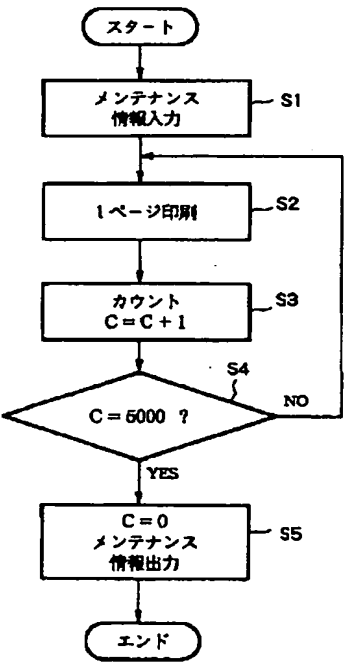 スタート
メンテナンス
情報入力
S1
1ページ印刷
S2
カウント
C=C+1
S3
S4
C=5000 ?
NO
YES
C=0
メンテナンス
情報出力
S5
エンド